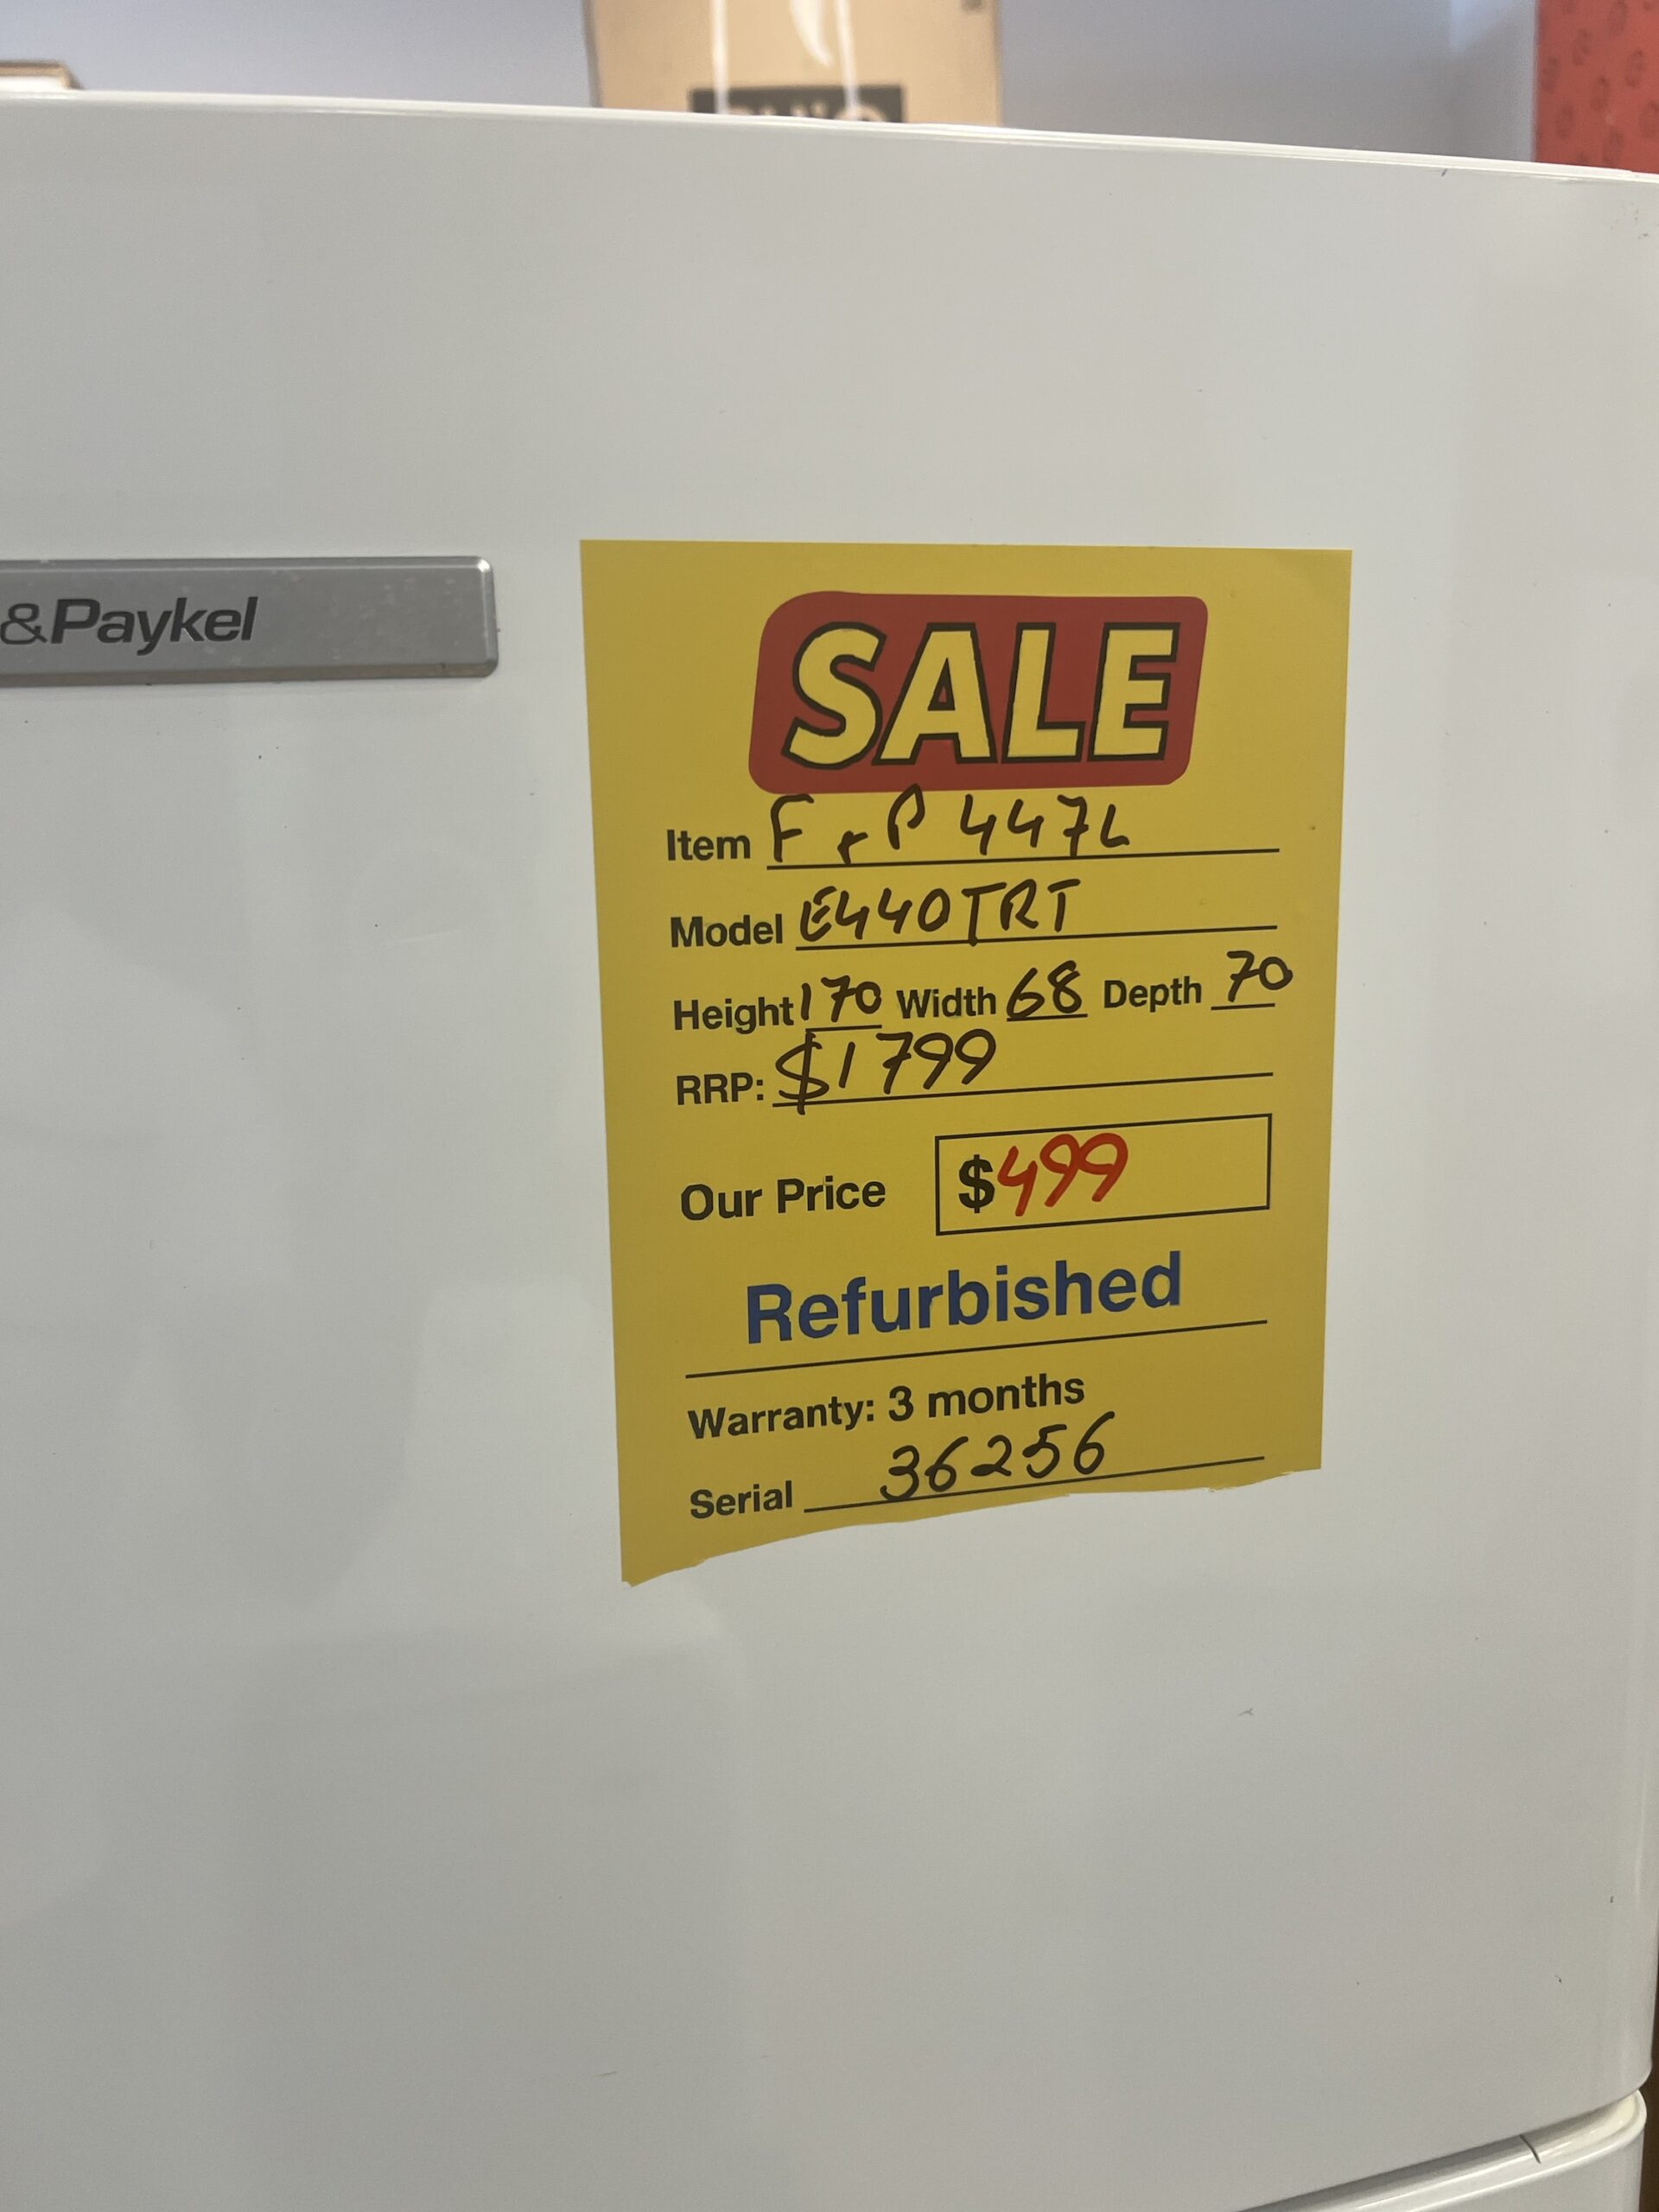 &Paykel
SALE
Item F & P 447L
Model E440TRT
Height 170 Width 68 Depth 70
RRP: $1799
Our Price $499
Refurbished
Warranty: 3 months
Serial 36256